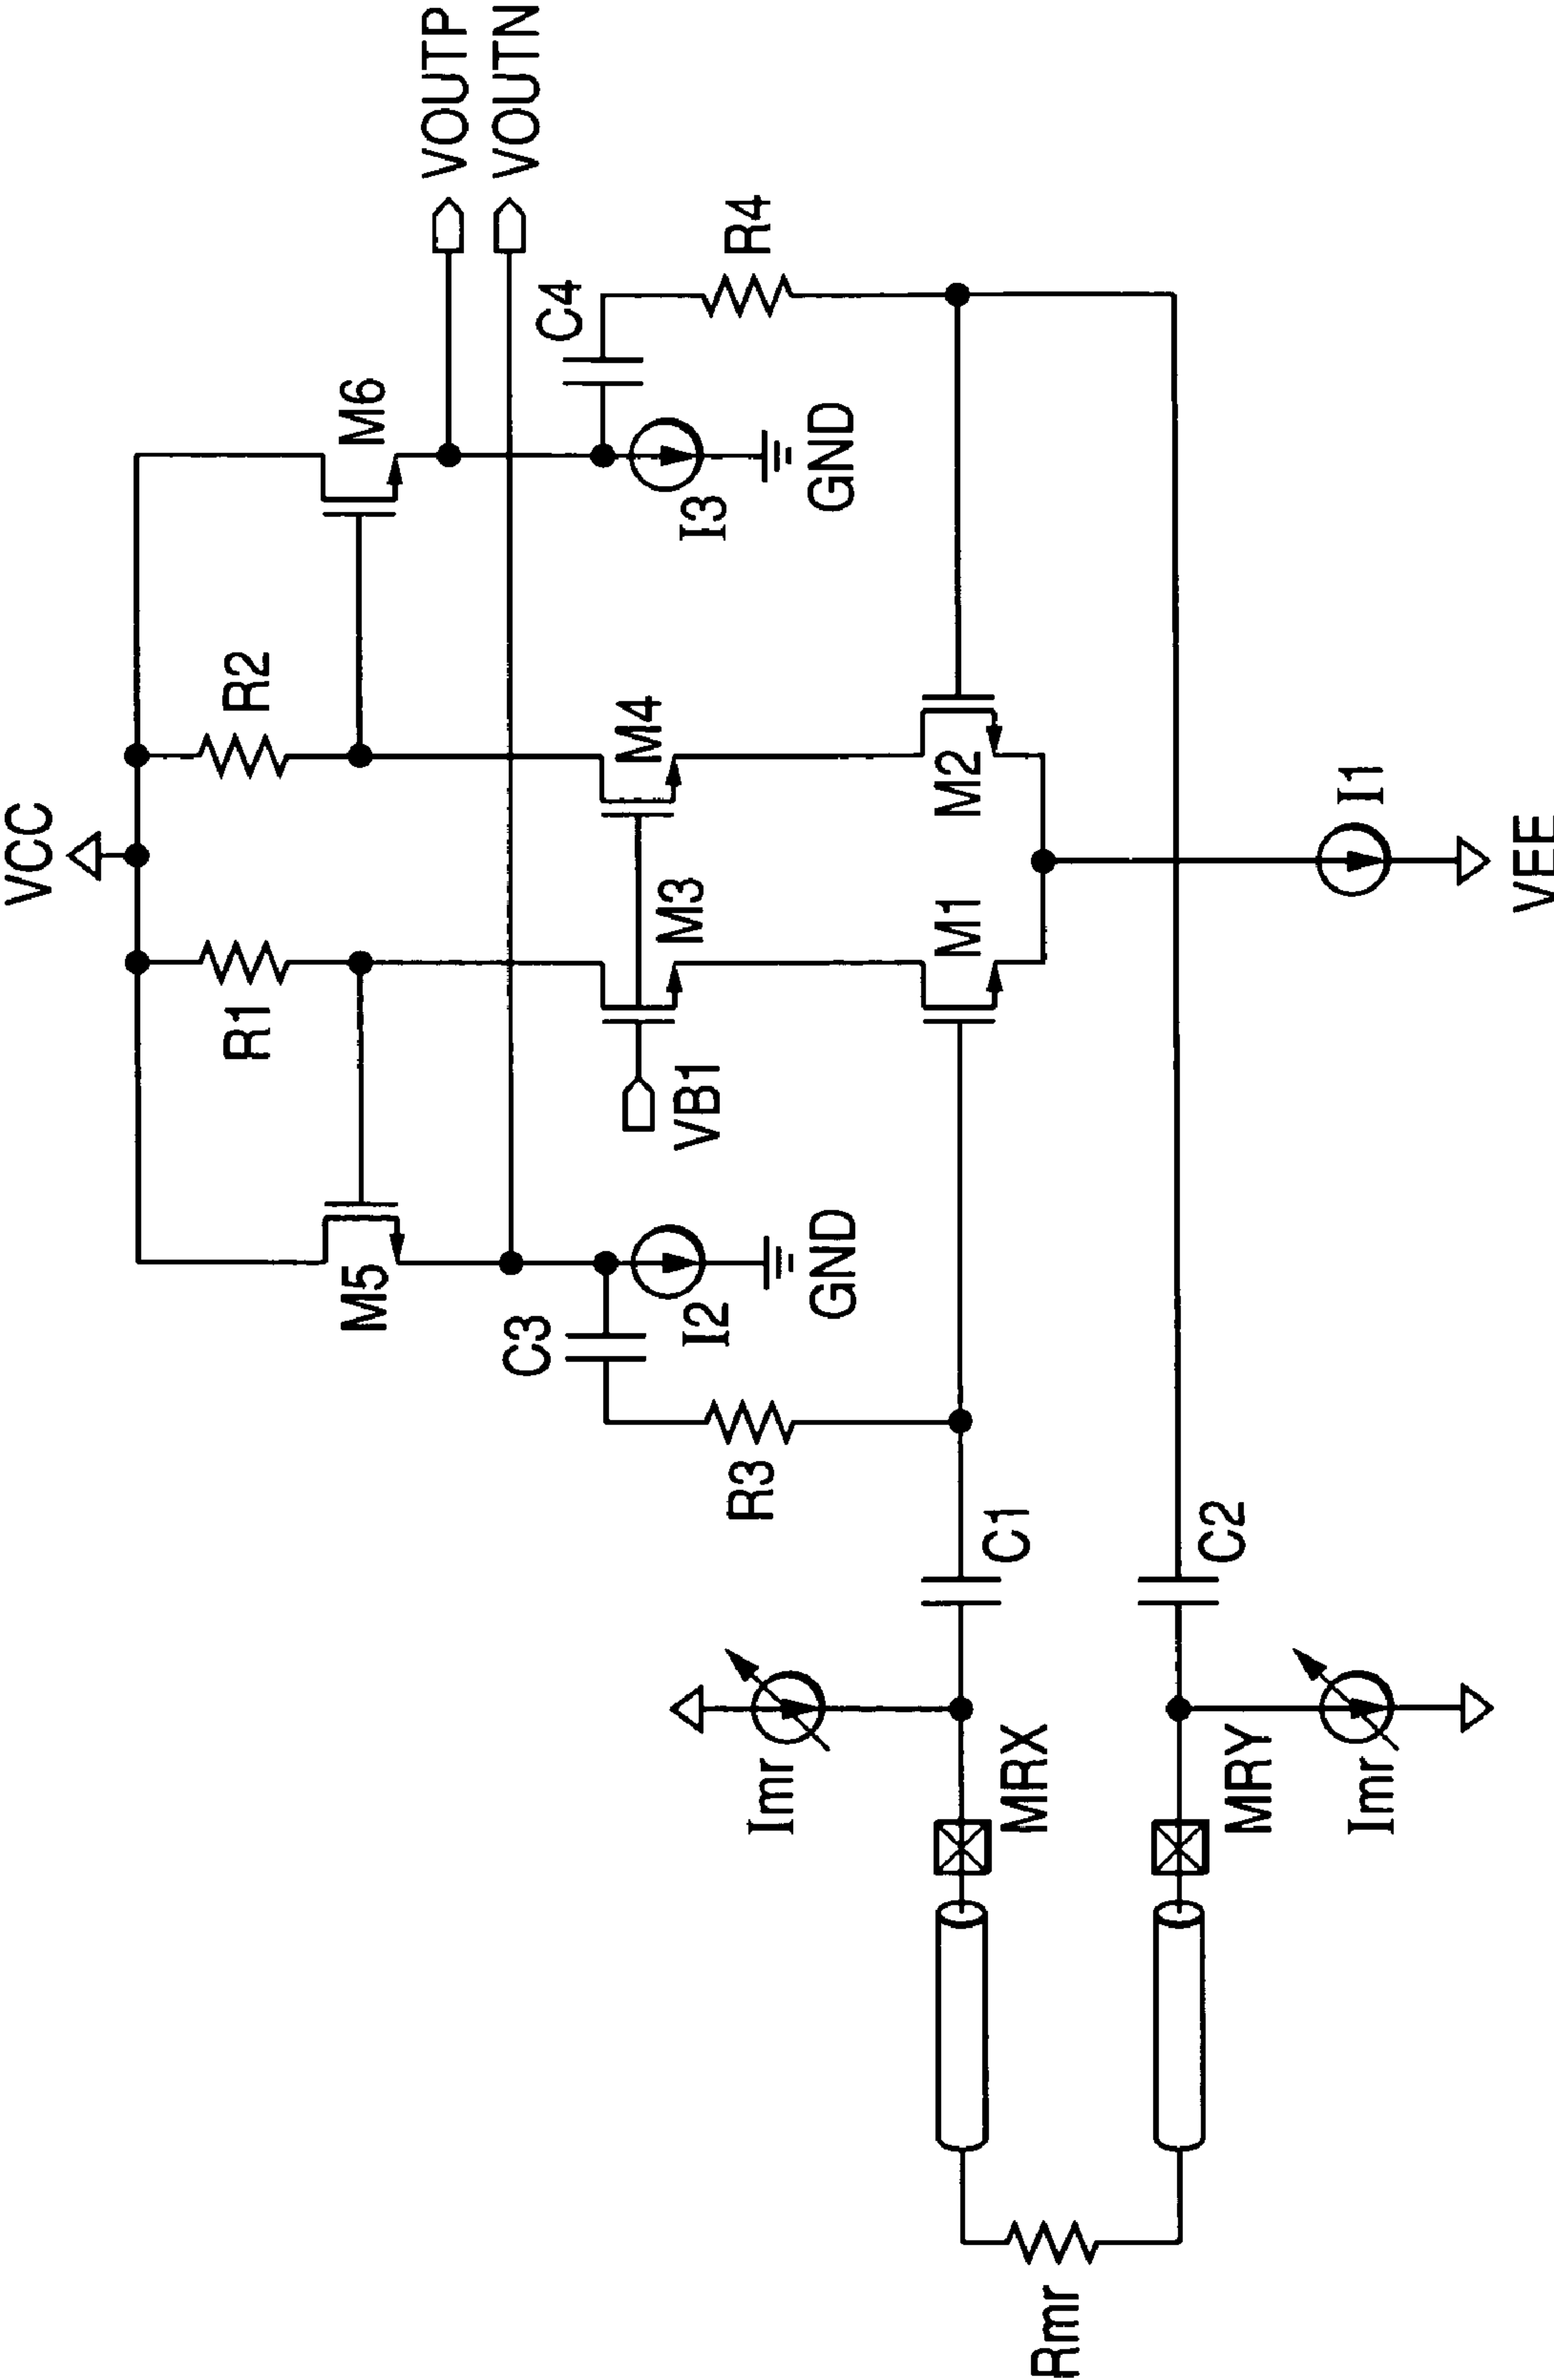 VCC
R1
R2
M5
M6
VOUTP
VOUTN
C3
I2
GND
VB1
M3
M4
C4
I3
GND
R3
R4
M1
M2
Imr
C1
MRX
Rmr
C2
MRY
Imr
I1
VEE